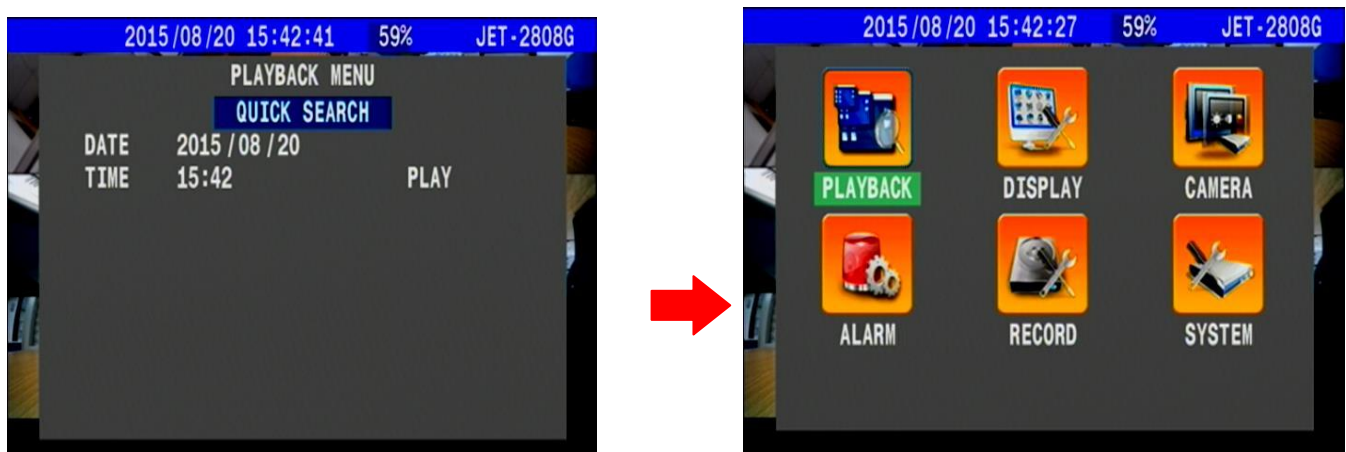 2015/08/20 15:42:41 59% JET-2808G
PLAYBACK MENU
QUICK SEARCH
DATE 2015/08/20
TIME 15:42 PLAY
2015/08/20 15:42:27 59% JET-2808G
PLAYBACK DISPLAY CAMERA
ALARM RECORD SYSTEM